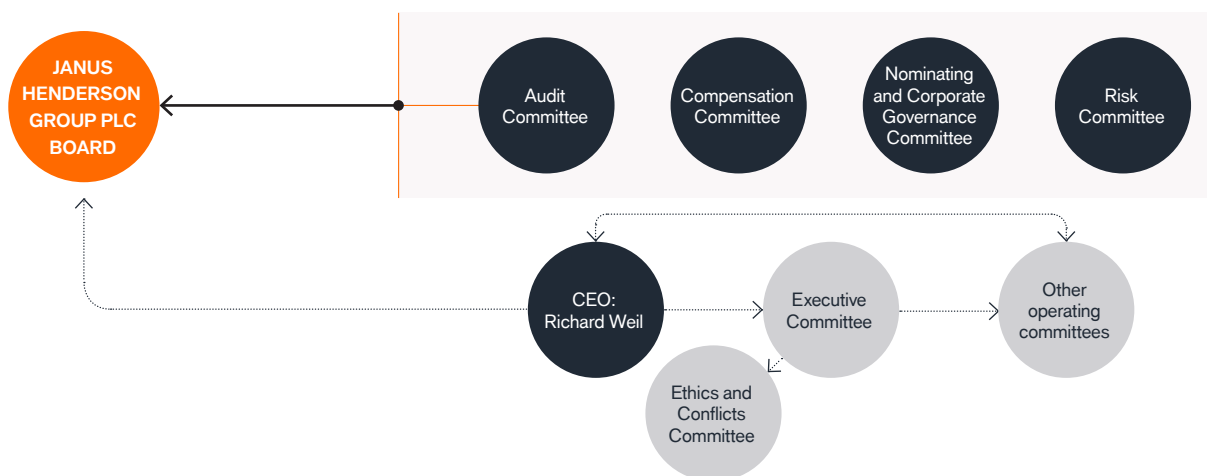 JANUS
HENDERSON
GROUP PLC
BOARD
Audit
Committee
Compensation
Committee
Nominating
and Corporate
Governance
Committee
Risk
Committee
CEO:
Richard Weil
Executive
Committee
Other
operating
committees
Ethics and
Conflicts
Committee